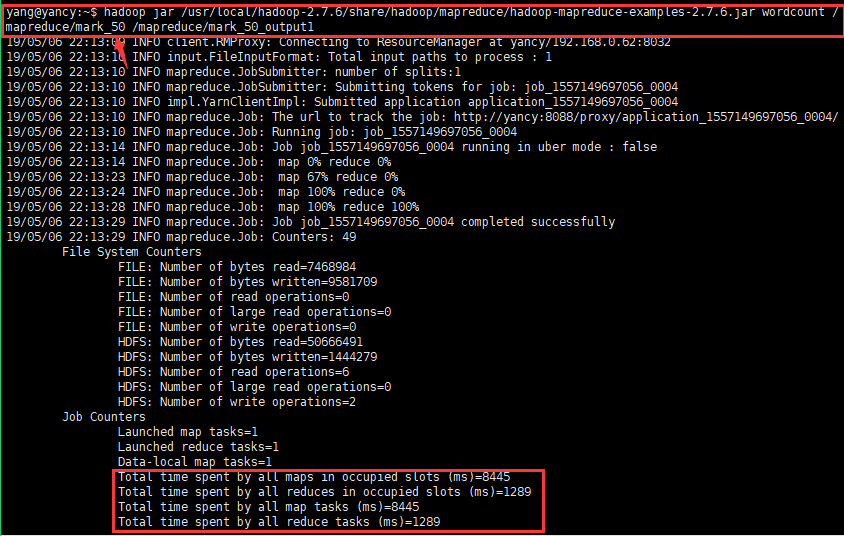 yang@yancy:~$ hadoop jar /usr/local/hadoop-2.7.6/share/hadoop/mapreduce/hadoop-mapreduce-examples-2.7.6.jar wordcount /
mapreduce/mark_50 /mapreduce/mark_50_output1
19/05/06 22:13:09 INFO client.RMProxy: Connecting to ResourceManager at yancy/192.168.0.62:8032
19/05/06 22:13:10 INFO input.FileInputFormat: Total input paths to process : 1
19/05/06 22:13:10 INFO mapreduce.JobSubmitter: number of splits:1
19/05/06 22:13:10 INFO mapreduce.JobSubmitter: Submitting tokens for job: job_1557149697056_0004
19/05/06 22:13:10 INFO impl.YarnClientImpl: Submitted application application_1557149697056_0004
19/05/06 22:13:10 INFO mapreduce.Job: The url to track the job: http://yancy:8088/proxy/application_1557149697056_0004/
19/05/06 22:13:10 INFO mapreduce.Job: Running job: job_1557149697056_0004
19/05/06 22:13:14 INFO mapreduce.Job: Job job_1557149697056_0004 running in uber mode : false
19/05/06 22:13:14 INFO mapreduce.Job:  map 0% reduce 0%
19/05/06 22:13:23 INFO mapreduce.Job:  map 67% reduce 0%
19/05/06 22:13:24 INFO mapreduce.Job:  map 100% reduce 0%
19/05/06 22:13:28 INFO mapreduce.Job:  map 100% reduce 100%
19/05/06 22:13:29 INFO mapreduce.Job: Job job_1557149697056_0004 completed successfully
19/05/06 22:13:29 INFO mapreduce.Job: Counters: 49
File System Counters
FILE: Number of bytes read=7468984
FILE: Number of bytes written=9581709
FILE: Number of read operations=0
FILE: Number of large read operations=0
FILE: Number of write operations=0
HDFS: Number of bytes read=50666491
HDFS: Number of bytes written=1444279
HDFS: Number of read operations=6
HDFS: Number of large read operations=0
HDFS: Number of write operations=2
Job Counters
Launched map tasks=1
Launched reduce tasks=1
Data-local map tasks=1
Total time spent by all maps in occupied slots (ms)=8445
Total time spent by all reduces in occupied slots (ms)=1289
Total time spent by all map tasks (ms)=8445
Total time spent by all reduce tasks (ms)=1289